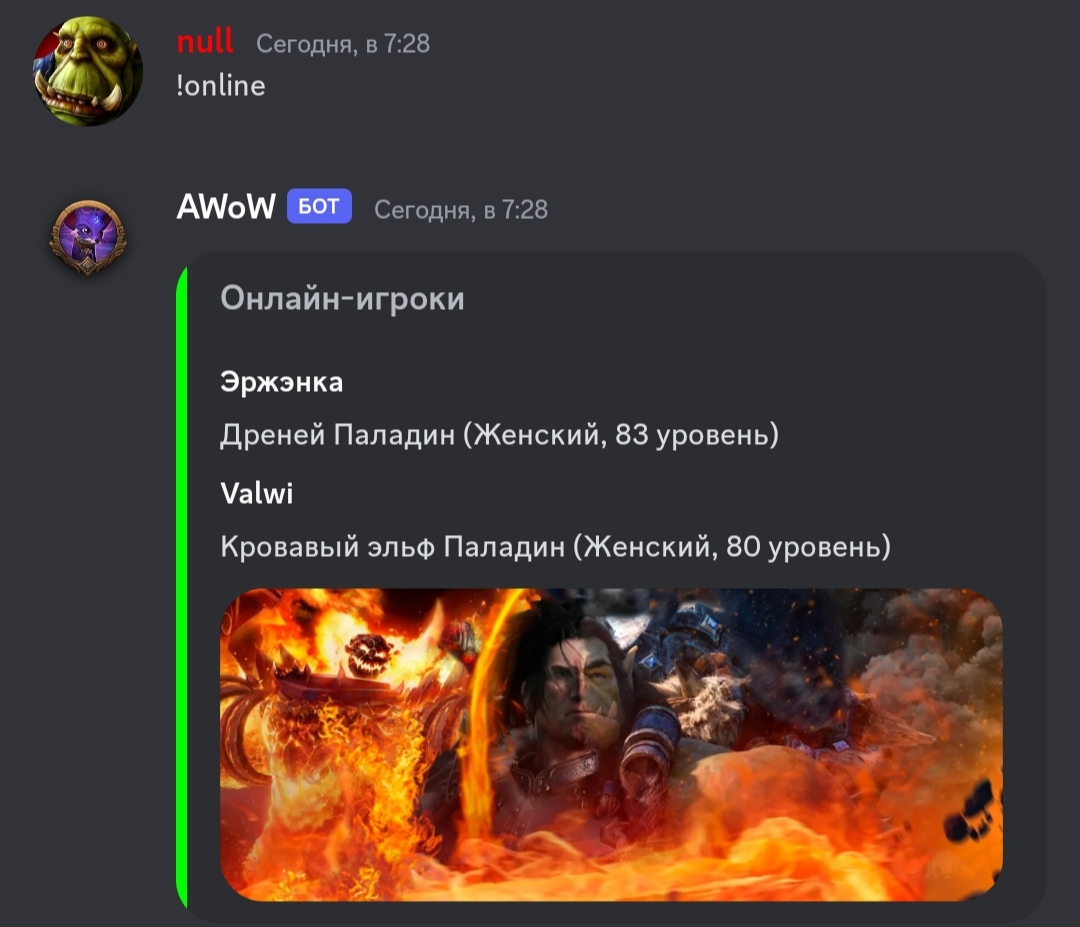 null Сегодня, в 7:28
!online
AWoW БОТ Сегодня, в 7:28
Онлайн-игроки
Эржэнка
Дреней Паладин (Женский, 83 уровень)
Valwi
Кровавый эльф Паладин (Женский, 80 уровень)